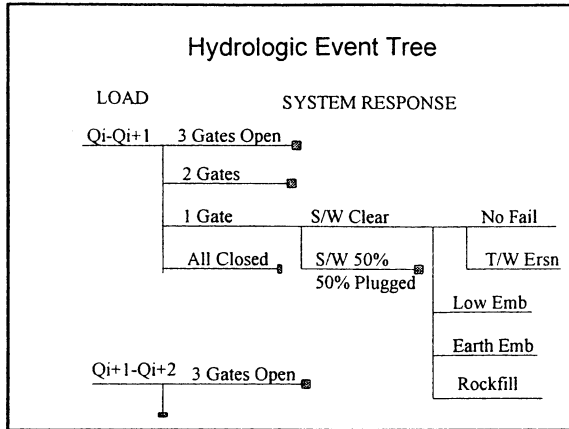 Hydrologic Event Tree
LOAD
SYSTEM RESPONSE
Qi-Qi+1
3 Gates Open
2 Gates
1 Gate
S/W Clear
No Fail
All Closed
S/W 50%
50% Plugged
T/W Ersn
Low Emb
Earth Emb
Rockfill
Qi+1-Qi+2
3 Gates Open